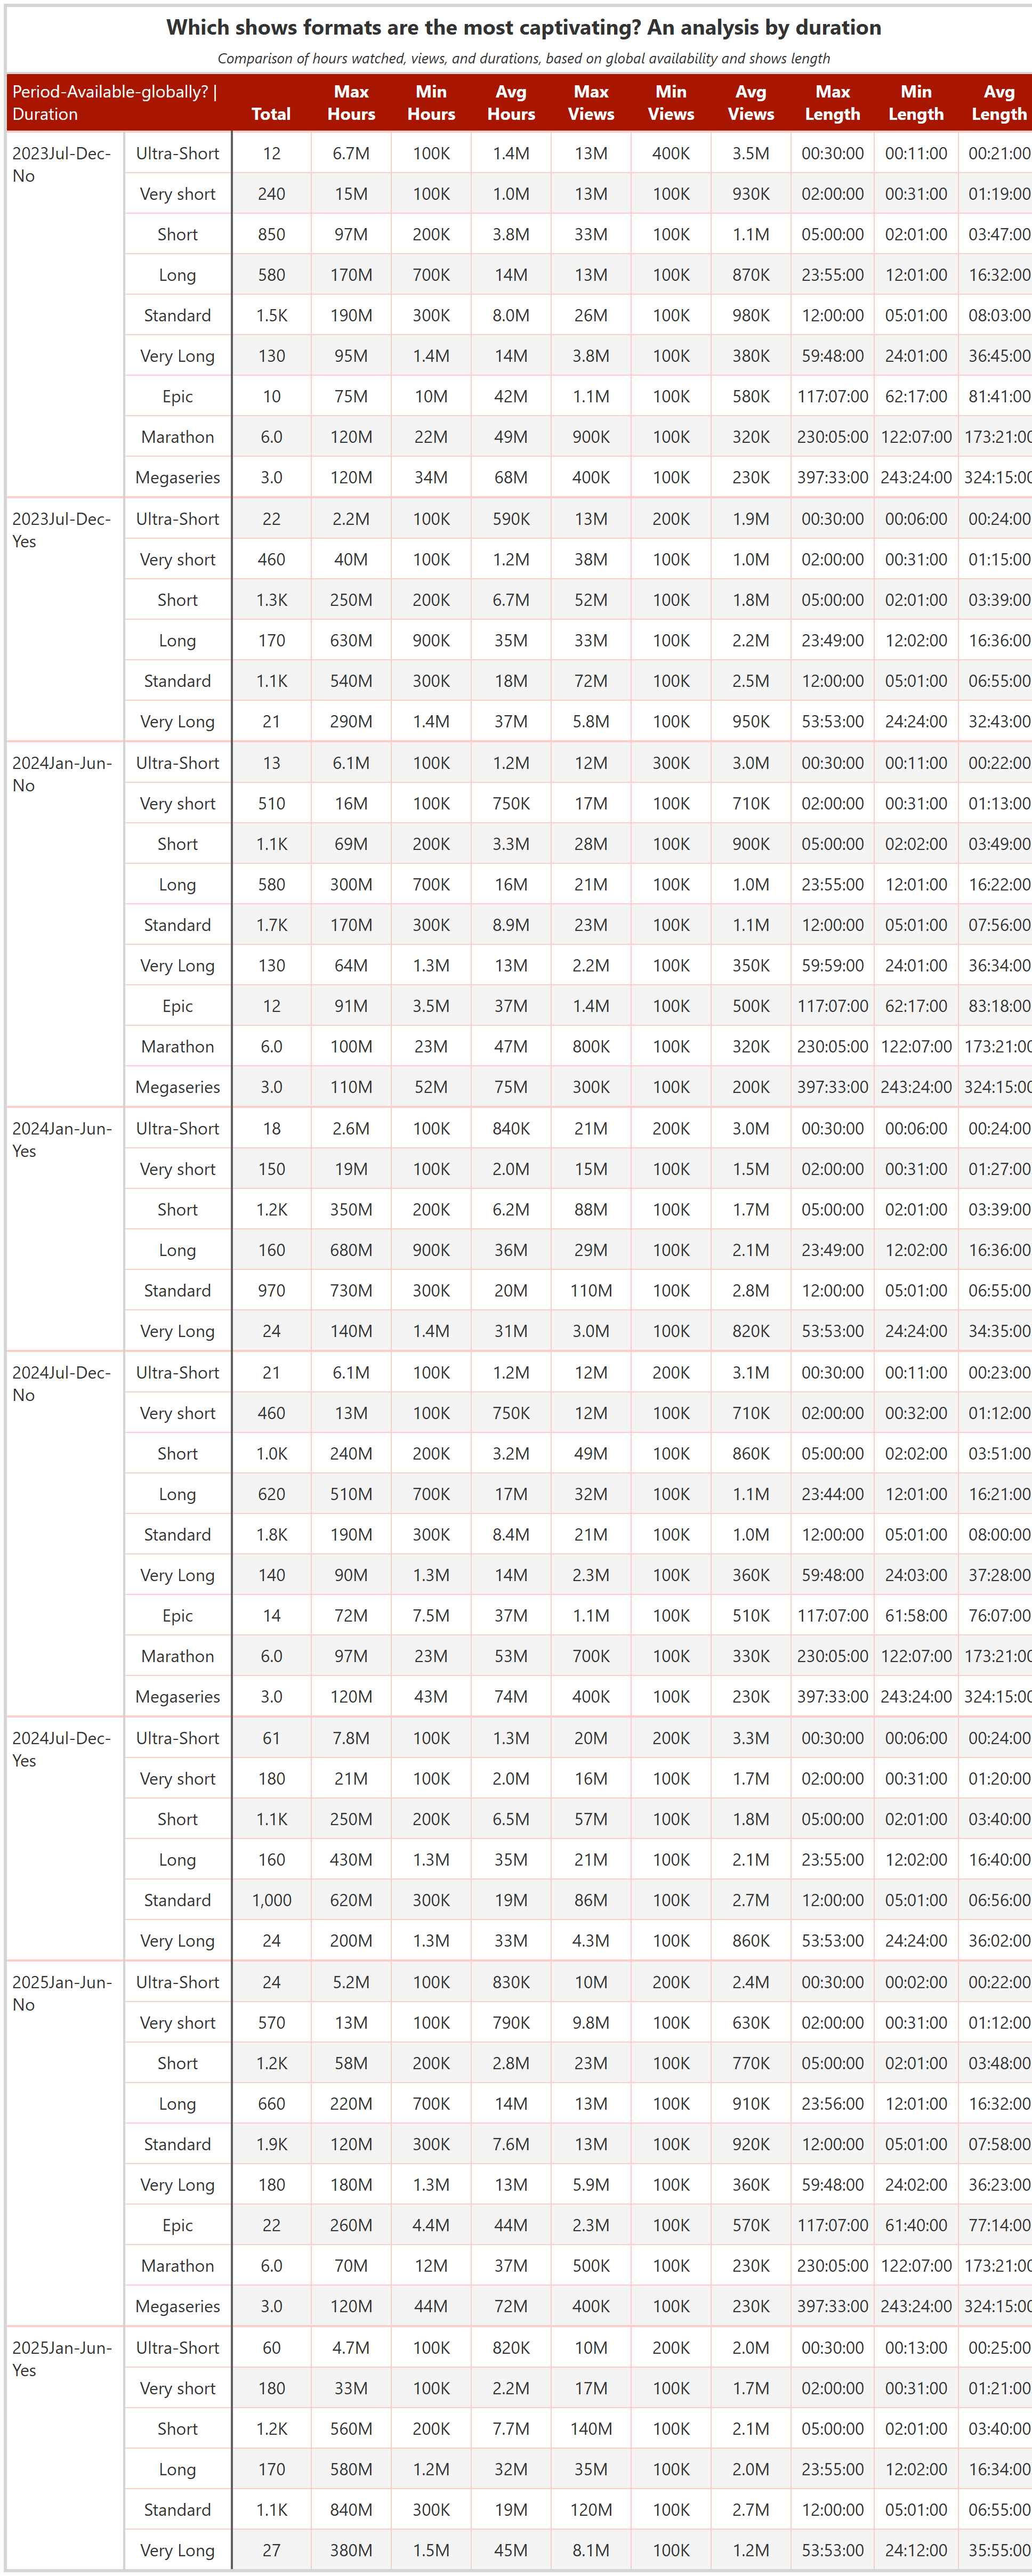 Which shows formats are the most captivating? An analysis by duration
Comparison of hours watched, views, and durations, based on global availability and shows length
Period-Available-globally? | Duration Total Max Hours Min Hours Avg Hours Max Views Min Views Avg Views Max Length Min Length Avg Length
2023Jul-Dec-No Ultra-Short 12 6.7M 100K 1.4M 13M 400K 3.5M 00:30:00 00:11:00 00:21:00
Very short 240 15M 100K 1.0M 13M 100K 930K 02:00:00 00:31:00 01:19:00
Short 850 97M 200K 3.8M 33M 100K 1.1M 05:00:00 02:01:00 03:47:00
Long 580 170M 700K 14M 13M 100K 870K 23:55:00 12:01:00 16:32:00
Standard 1.5K 190M 300K 8.0M 26M 100K 980K 12:00:00 05:01:00 08:03:00
Very Long 130 95M 1.4M 14M 3.8M 100K 380K 59:48:00 24:01:00 36:45:00
Epic 10 75M 10M 42M 1.1M 100K 580K 117:07:00 62:17:00 81:41:00
Marathon 6.0 120M 22M 49M 900K 100K 320K 230:05:00 122:07:00 173:21:00
Megaseries 3.0 120M 34M 68M 400K 100K 230K 397:33:00 243:24:00 324:15:00
2023Jul-Dec-Yes Ultra-Short 22 2.2M 100K 590K 13M 200K 1.9M 00:30:00 00:06:00 00:24:00
Very short 460 40M 100K 1.2M 38M 100K 1.0M 02:00:00 00:31:00 01:15:00
Short 1.3K 250M 200K 6.7M 52M 100K 1.8M 05:00:00 02:01:00 03:39:00
Long 170 630M 900K 35M 33M 100K 2.2M 23:49:00 12:02:00 16:36:00
Standard 1.1K 540M 300K 18M 72M 100K 2.5M 12:00:00 05:01:00 06:55:00
Very Long 21 290M 1.4M 37M 5.8M 100K 950K 53:53:00 24:24:00 32:43:00
2024Jan-Jun-No Ultra-Short 13 6.1M 100K 1.2M 12M 300K 3.0M 00:30:00 00:11:00 00:22:00
Very short 510 16M 100K 750K 17M 100K 710K 02:00:00 00:31:00 01:13:00
Short 1.1K 69M 200K 3.3M 28M 100K 900K 05:00:00 02:02:00 03:49:00
Long 580 300M 700K 16M 21M 100K 1.0M 23:55:00 12:01:00 16:22:00
Standard 1.7K 170M 300K 8.9M 23M 100K 1.1M 12:00:00 05:01:00 07:56:00
Very Long 130 64M 1.3M 13M 2.2M 100K 350K 59:59:00 24:01:00 36:34:00
Epic 12 91M 3.5M 37M 1.4M 100K 500K 117:07:00 62:17:00 83:18:00
Marathon 6.0 100M 23M 47M 800K 100K 320K 230:05:00 122:07:00 173:21:00
Megaseries 3.0 110M 52M 75M 300K 100K 200K 397:33:00 243:24:00 324:15:00
2024Jan-Jun-Yes Ultra-Short 18 2.6M 100K 840K 21M 200K 3.0M 00:30:00 00:06:00 00:24:00
Very short 150 19M 100K 2.0M 15M 100K 1.5M 02:00:00 00:31:00 01:27:00
Short 1.2K 350M 200K 6.2M 88M 100K 1.7M 05:00:00 02:01:00 03:39:00
Long 160 680M 900K 36M 29M 100K 2.1M 23:49:00 12:02:00 16:36:00
Standard 970 730M 300K 20M 110M 100K 2.8M 12:00:00 05:01:00 06:55:00
Very Long 24 140M 1.4M 31M 3.0M 100K 820K 53:53:00 24:24:00 34:35:00
2024Jul-Dec-No Ultra-Short 21 6.1M 100K 1.2M 12M 200K 3.1M 00:30:00 00:11:00 00:23:00
Very short 460 13M 100K 750K 12M 100K 710K 02:00:00 00:32:00 01:12:00
Short 1.0K 240M 200K 3.2M 49M 100K 860K 05:00:00 02:02:00 03:51:00
Long 620 510M 700K 17M 32M 100K 1.1M 23:44:00 12:01:00 16:21:00
Standard 1.8K 190M 300K 8.4M 21M 100K 1.0M 12:00:00 05:01:00 08:00:00
Very Long 140 90M 1.3M 14M 2.3M 100K 360K 59:48:00 24:03:00 37:28:00
Epic 14 72M 7.5M 37M 1.1M 100K 510K 117:07:00 61:58:00 76:07:00
Marathon 6.0 97M 23M 53M 700K 100K 330K 230:05:00 122:07:00 173:21:00
Megaseries 3.0 120M 43M 74M 400K 100K 230K 397:33:00 243:24:00 324:15:00
2024Jul-Dec-Yes Ultra-Short 61 7.8M 100K 1.3M 20M 200K 3.3M 00:30:00 00:06:00 00:24:00
Very short 180 21M 100K 2.0M 16M 100K 1.7M 02:00:00 00:31:00 01:20:00
Short 1.1K 250M 200K 6.5M 57M 100K 1.8M 05:00:00 02:01:00 03:40:00
Long 160 430M 1.3M 35M 21M 100K 2.1M 23:55:00 12:02:00 16:40:00
Standard 1,000 620M 300K 19M 86M 100K 2.7M 12:00:00 05:01:00 06:56:00
Very Long 24 200M 1.3M 33M 4.3M 100K 860K 53:53:00 24:24:00 36:02:00
2025Jan-Jun-No Ultra-Short 24 5.2M 100K 830K 10M 200K 2.4M 00:30:00 00:02:00 00:22:00
Very short 570 13M 100K 790K 9.8M 100K 630K 02:00:00 00:31:00 01:12:00
Short 1.2K 58M 200K 2.8M 23M 100K 770K 05:00:00 02:01:00 03:48:00
Long 660 220M 700K 14M 13M 100K 910K 23:56:00 12:01:00 16:32:00
Standard 1.9K 120M 300K 7.6M 13M 100K 920K 12:00:00 05:01:00 07:58:00
Very Long 180 180M 1.3M 13M 5.9M 100K 360K 59:48:00 24:02:00 36:23:00
Epic 22 260M 4.4M 44M 2.3M 100K 570K 117:07:00 61:40:00 77:14:00
Marathon 6.0 70M 12M 37M 500K 100K 230K 230:05:00 122:07:00 173:21:00
Megaseries 3.0 120M 44M 72M 400K 100K 230K 397:33:00 243:24:00 324:15:00
2025Jan-Jun-Yes Ultra-Short 60 4.7M 100K 820K 10M 200K 2.0M 00:30:00 00:13:00 00:25:00
Very short 180 33M 100K 2.2M 17M 100K 1.7M 02:00:00 00:31:00 01:21:00
Short 1.2K 560M 200K 7.7M 140M 100K 2.1M 05:00:00 02:01:00 03:40:00
Long 170 580M 1.2M 32M 35M 100K 2.0M 23:55:00 12:02:00 16:34:00
Standard 1.1K 840M 300K 19M 120M 100K 2.7M 12:00:00 05:01:00 06:55:00
Very Long 27 380M 1.5M 45M 8.1M 100K 1.2M 53:53:00 24:12:00 35:55:00